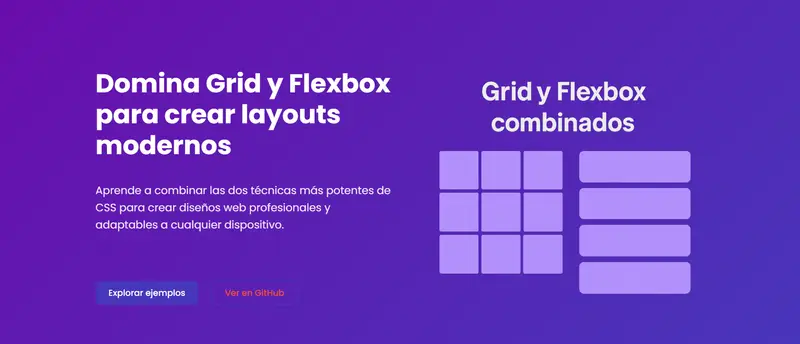 Domina Grid y Flexbox
para crear layouts
modernos
Aprende a combinar las dos técnicas más potentes de
CSS para crear diseños web profesionales y
adaptables a cualquier dispositivo.
Explorar ejemplos
Ver en GitHub
Grid y Flexbox
combinados